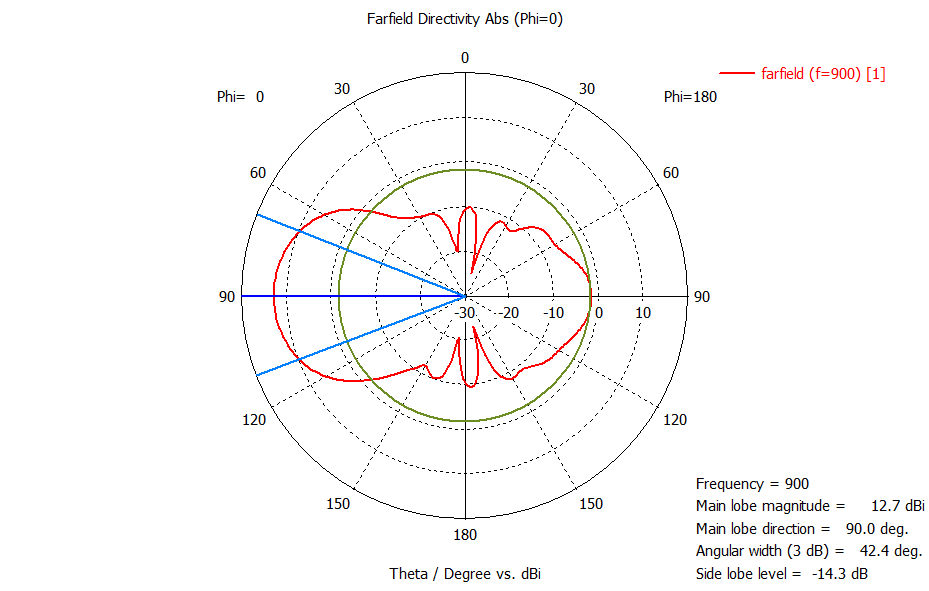 Farfield Directivity Abs (Phi=0)
farfield (f=900) [1]
Phi= 0
Phi=180
0
30
30
60
60
90
90
-30
-20
-10
0
10
120
120
150
150
180
Frequency = 900
Main lobe magnitude = 12.7 dBi
Main lobe direction = 90.0 deg.
Angular width (3 dB) = 42.4 deg.
Side lobe level = -14.3 dB
Theta / Degree vs. dBi